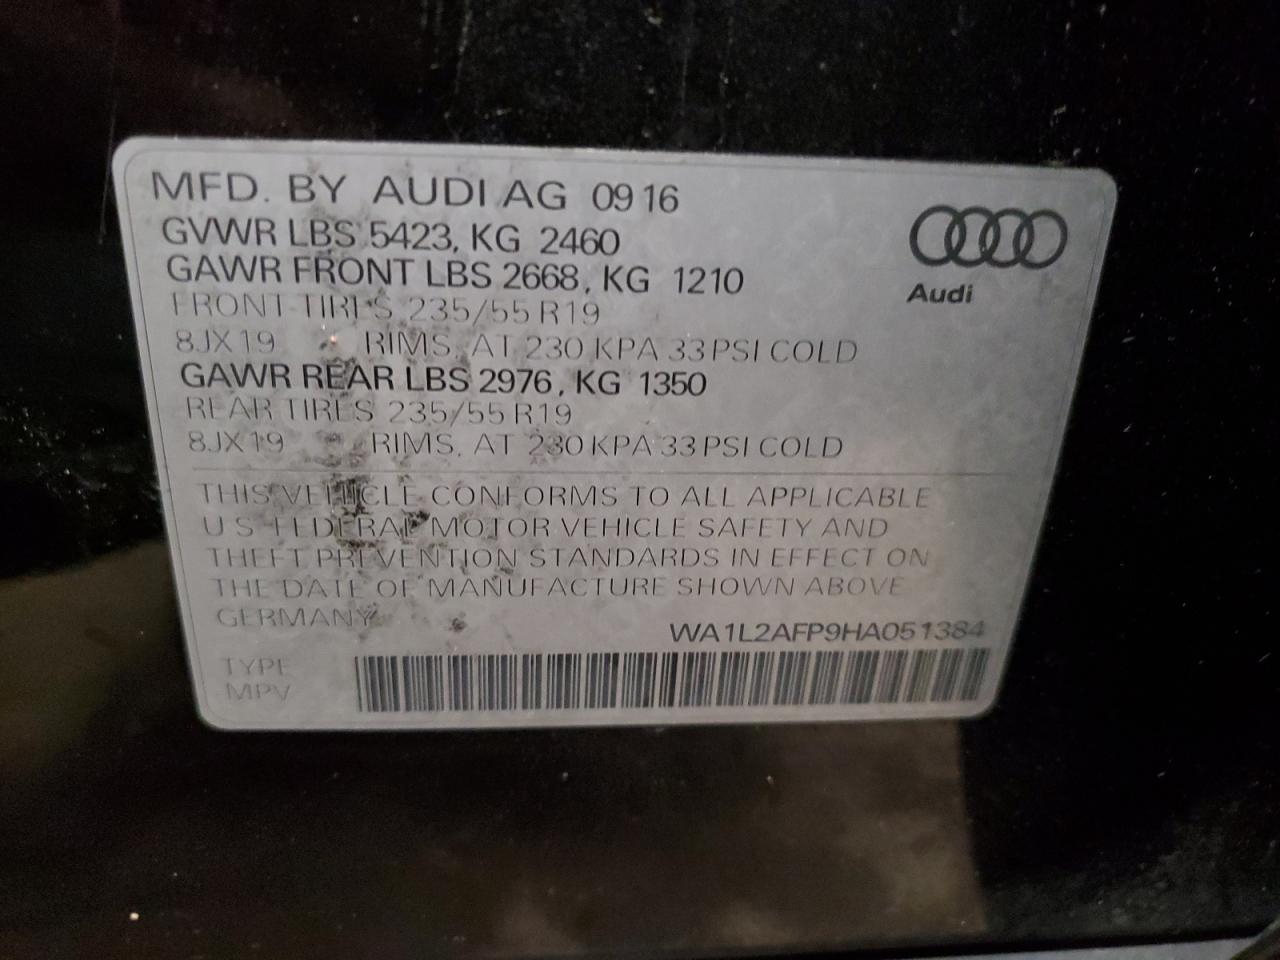 MFD. BY AUDI AG 09 16
GVWR LBS 5423, KG 2460
GAWR FRONT LBS 2668, KG 1210
FRONT TIRES 235/55 R19
8JX19 RIMS, AT 230 KPA 33 PSI COLD
GAWR REAR LBS 2976, KG 1350
REAR TIRES 235/55 R19
8JX19 RIMS, AT 230 KPA 33 PSI COLD
Audi
THIS VEHICLE CONFORMS TO ALL APPLICABLE
U S FEDERAL MOTOR VEHICLE SAFETY AND
THEFT PREVENTION STANDARDS IN EFFECT ON
THE DATE OF MANUFACTURE SHOWN ABOVE
GERMANY
WA1L2AFP9HA051384
TYPE
MPV